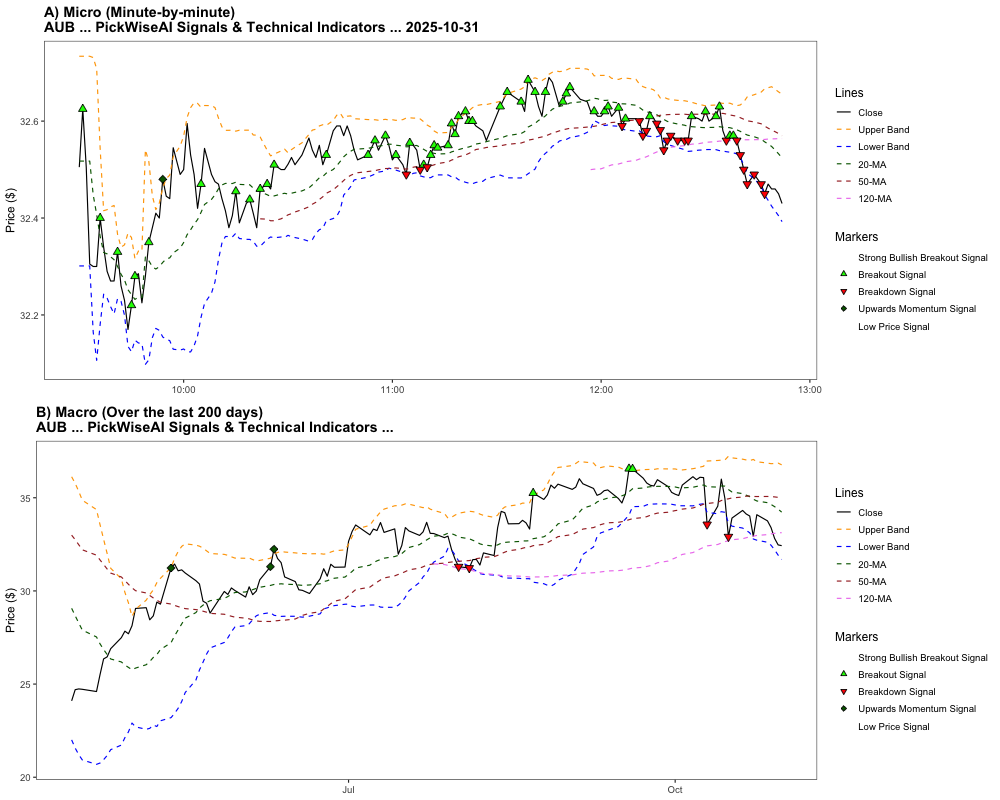 A) Micro (Minute-by-minute)
AUB ... PickWiseAI Signals & Technical Indicators ... 2025-10-31
Price ($)
32.6
32.4
32.2
10:00
11:00
12:00
13:00
Lines
Close
Upper Band
Lower Band
20-MA
50-MA
120-MA
Markers
Strong Bullish Breakout Signal
Breakout Signal
Breakdown Signal
Upwards Momentum Signal
Low Price Signal
B) Macro (Over the last 200 days)
AUB ... PickWiseAI Signals & Technical Indicators ...
Price ($)
35
30
25
20
Jul
Oct
Lines
Close
Upper Band
Lower Band
20-MA
50-MA
120-MA
Markers
Strong Bullish Breakout Signal
Breakout Signal
Breakdown Signal
Upwards Momentum Signal
Low Price Signal